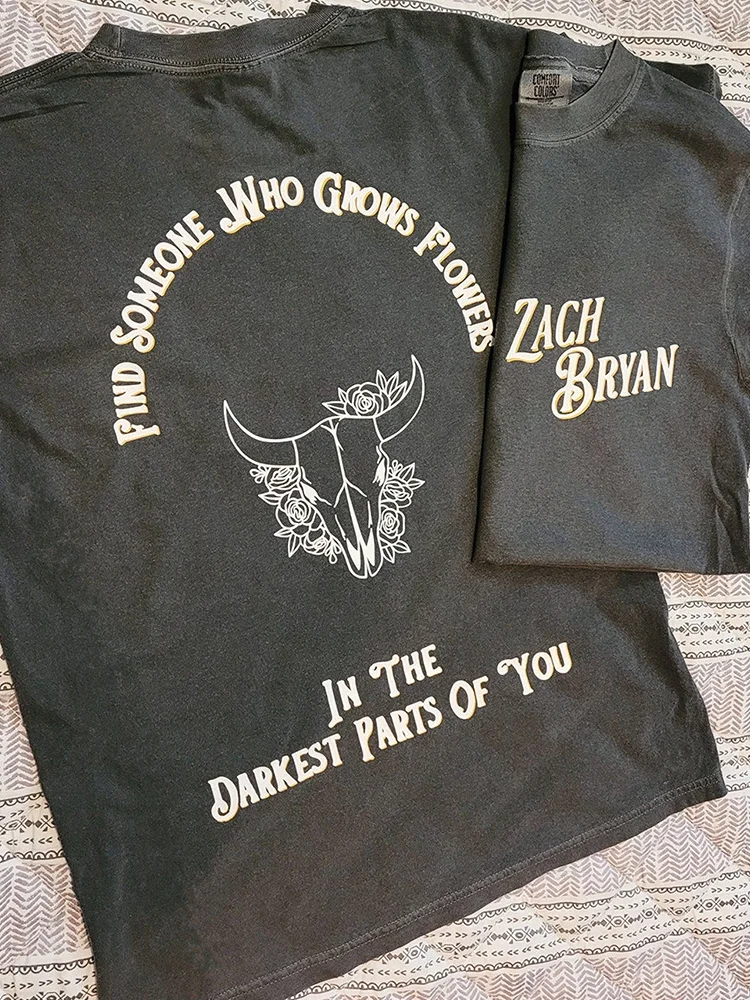 Find Someone Who Grows Flowers
In The
Darkest Parts Of You
COMFORT
COLORS
Zach
Bryan